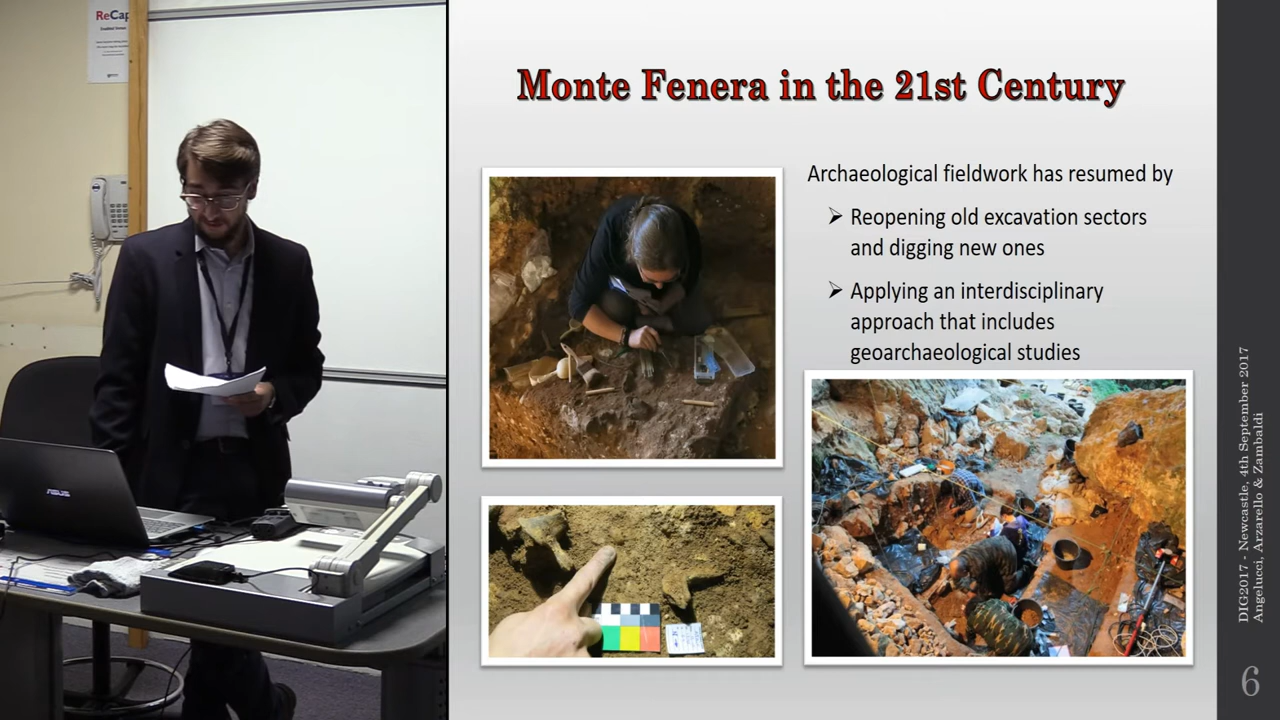 ReCap
Monte Fenera in the 21st Century
Archaeological fieldwork has resumed by
➢ Reopening old excavation sectors
and digging new ones
➢ Applying an interdisciplinary
approach that includes
geoarchaeological studies
DIG2017 - Newcastle, 4th September 2017
Angelucci, Arzarello & Zambaldi
6
ASUS